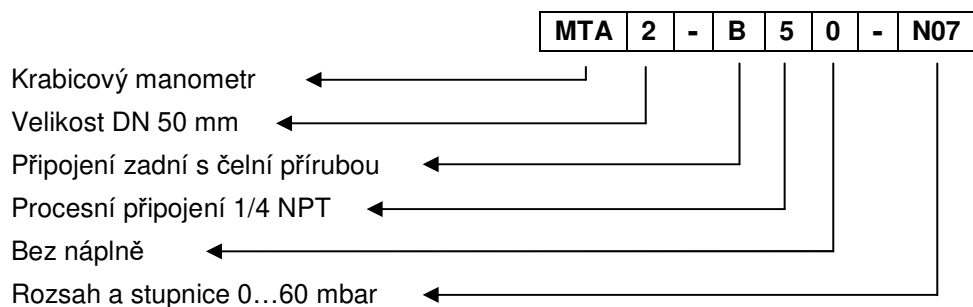 MTA 2 - B 5 0 - N07
Krabicový manometr
Velikost DN 50 mm
Připojení zadní s čelní přírubou
Procesní připojení 1/4 NPT
Bez náplně
Rozsah a stupnice 0…60 mbar